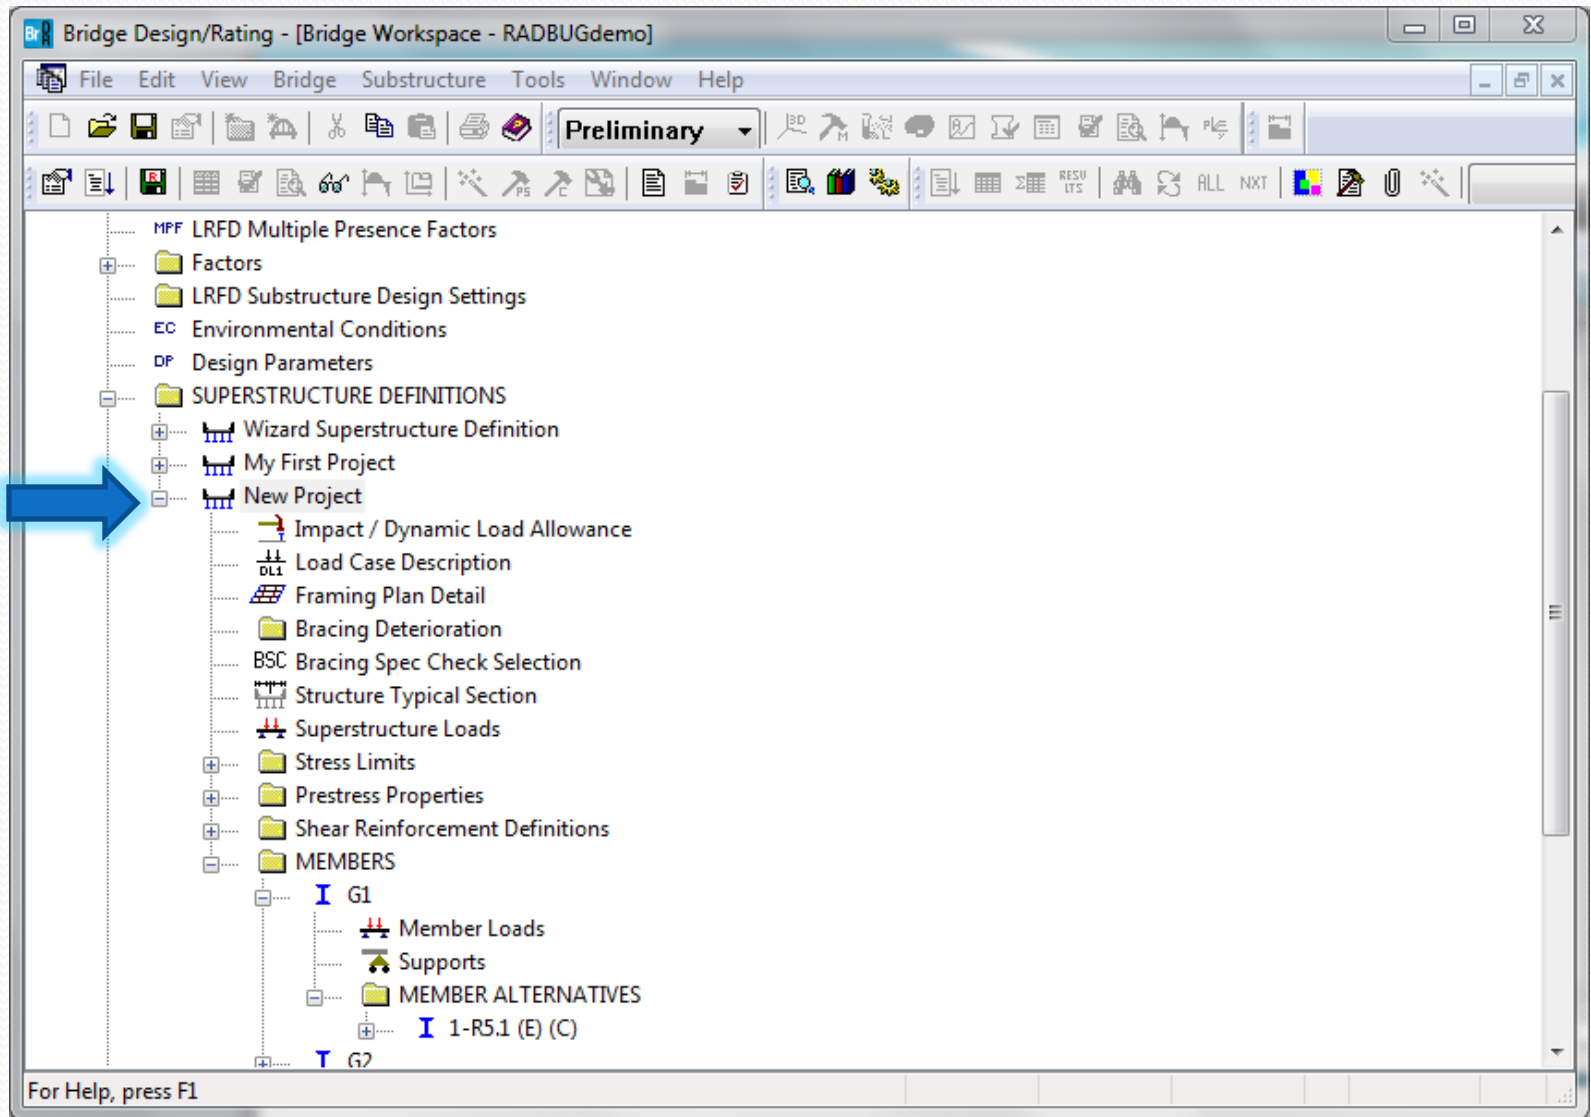 Bridge Design/Rating - [Bridge Workspace - RADBUGdemo]
File Edit View Bridge Substructure Tools Window Help
Preliminary
RESU LTS ALL NXT
MPF LRFD Multiple Presence Factors
Factors
LRFD Substructure Design Settings
EC Environmental Conditions
DP Design Parameters
SUPERSTRUCTURE DEFINITIONS
Wizard Superstructure Definition
My First Project
New Project
Impact / Dynamic Load Allowance
DL1 Load Case Description
Framing Plan Detail
Bracing Deterioration
BSC Bracing Spec Check Selection
Structure Typical Section
Superstructure Loads
Stress Limits
Prestress Properties
Shear Reinforcement Definitions
MEMBERS
G1
Member Loads
Supports
MEMBER ALTERNATIVES
1-R5.1 (E) (C)
G2
For Help, press F1